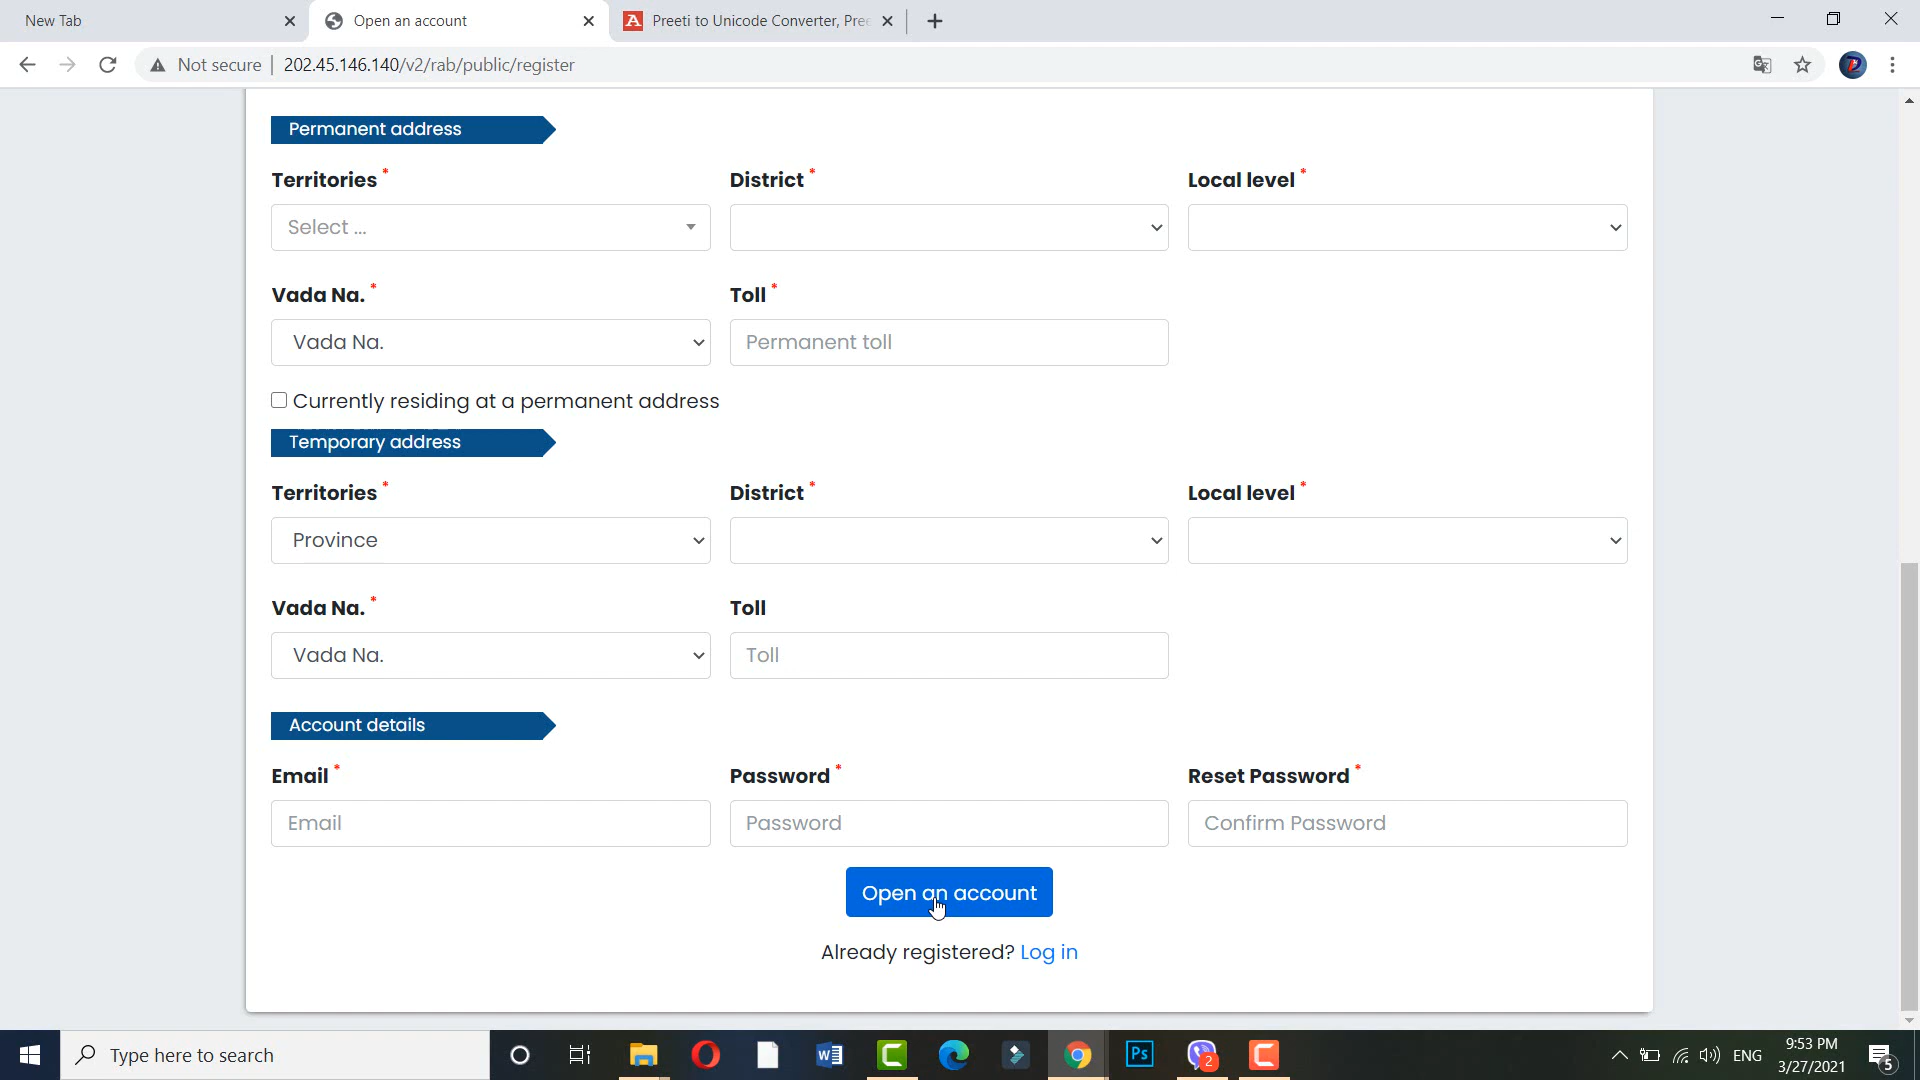 New Tab
Open an account
Preeti to Unicode Converter, Pre
Not secure | 202.45.146.140/v2/rab/public/register
Permanent address
Territories * District * Local level *
Select ...
Vada Na. * Toll *
Vada Na. Permanent toll
Currently residing at a permanent address
Temporary address
Territories * District * Local level *
Province
Vada Na. * Toll
Vada Na. Toll
Account details
Email * Password * Reset Password *
Email Password Confirm Password
Open an account
Already registered? Log in
Type here to search
Ps
2
ENG
9:53 PM
3/27/2021
5